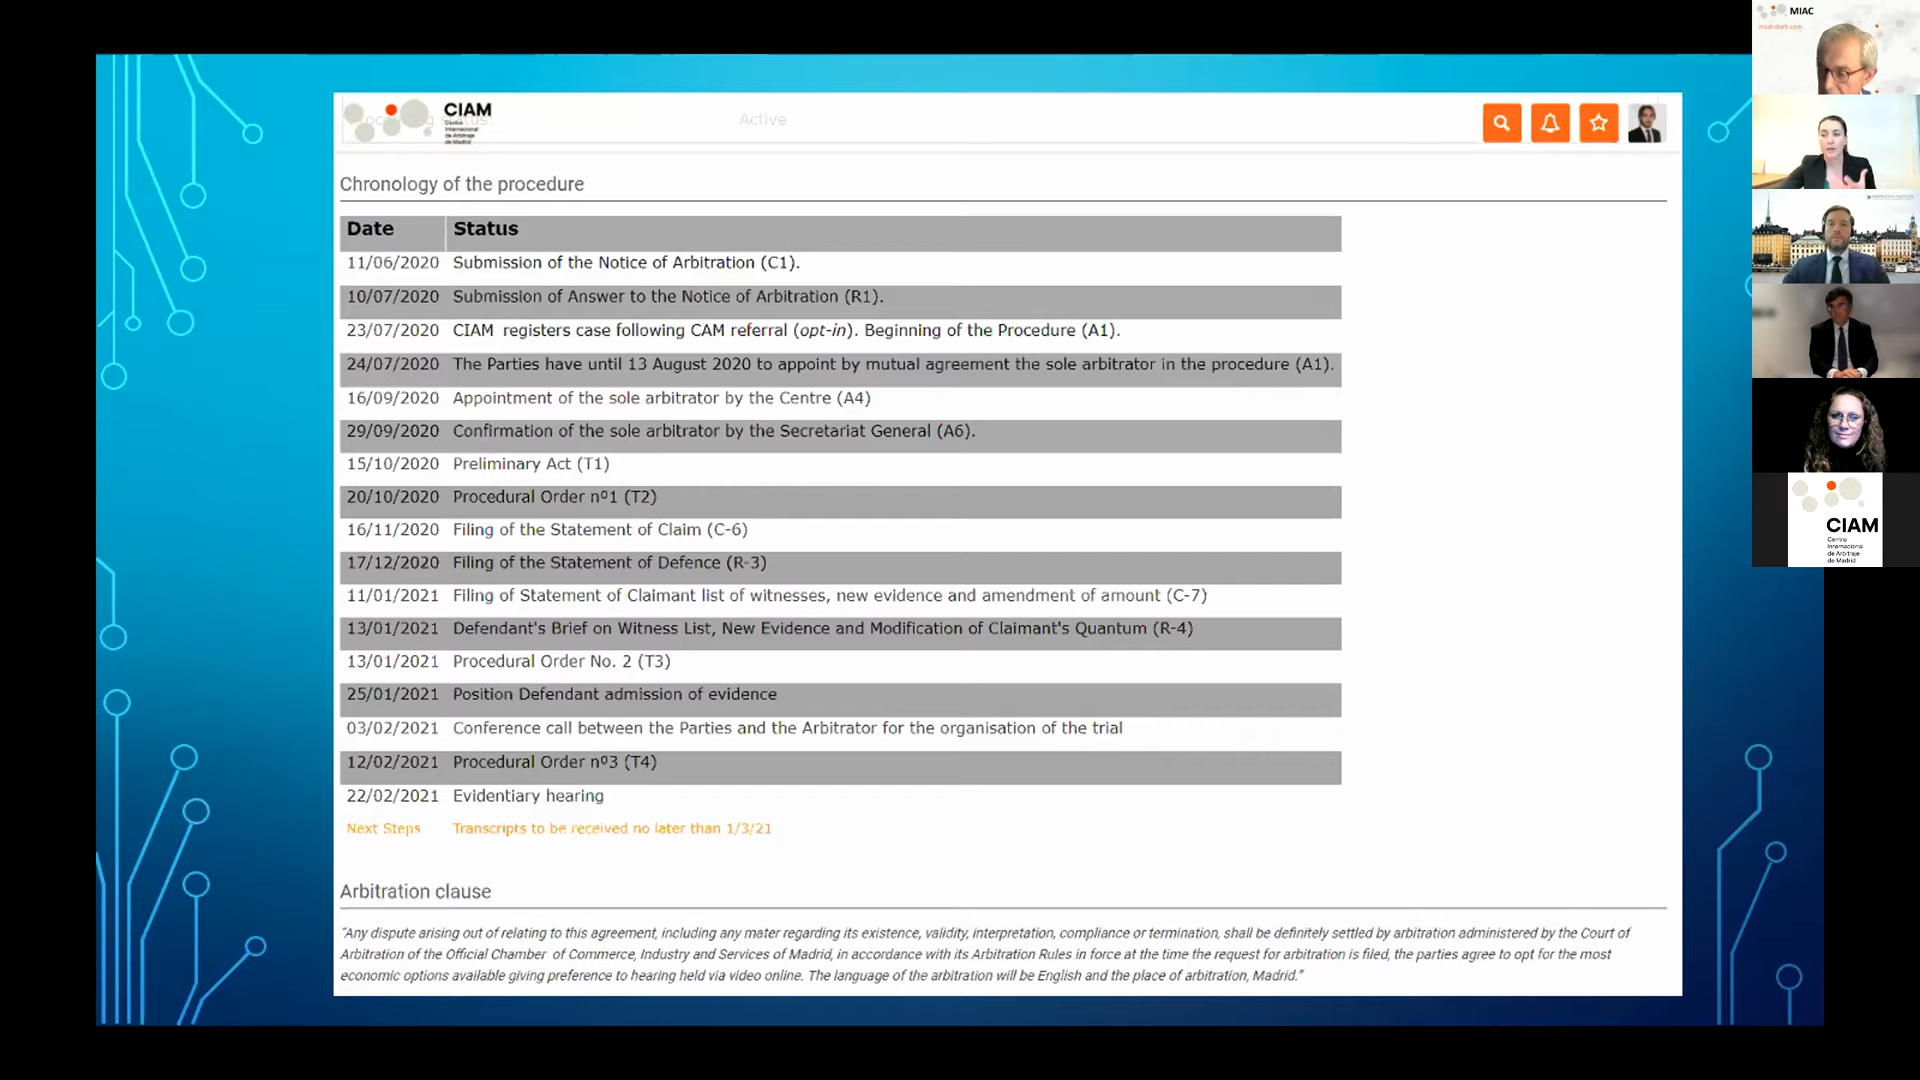 MIAC
madridarb.com
CIAM
Centro
Internacional
de Arbitraje
de Madrid
Active
Chronology of the procedure
Date Status
11/06/2020 Submission of the Notice of Arbitration (C1).
10/07/2020 Submission of Answer to the Notice of Arbitration (R1).
23/07/2020 CIAM registers case following CAM referral (opt-in). Beginning of the Procedure (A1).
24/07/2020 The Parties have until 13 August 2020 to appoint by mutual agreement the sole arbitrator in the procedure (A1).
16/09/2020 Appointment of the sole arbitrator by the Centre (A4)
29/09/2020 Confirmation of the sole arbitrator by the Secretariat General (A6).
15/10/2020 Preliminary Act (T1)
20/10/2020 Procedural Order nº1 (T2)
16/11/2020 Filing of the Statement of Claim (C-6)
17/12/2020 Filing of the Statement of Defence (R-3)
11/01/2021 Filing of Statement of Claimant list of witnesses, new evidence and amendment of amount (C-7)
13/01/2021 Defendant's Brief on Witness List, New Evidence and Modification of Claimant's Quantum (R-4)
13/01/2021 Procedural Order No. 2 (T3)
25/01/2021 Position Defendant admission of evidence
03/02/2021 Conference call between the Parties and the Arbitrator for the organisation of the trial
12/02/2021 Procedural Order nº3 (T4)
22/02/2021 Evidentiary hearing
Next Steps Transcripts to be received no later than 1/3/21
Arbitration clause
"Any dispute arising out of relating to this agreement, including any mater regarding its existence, validity, interpretation, compliance or termination, shall be definitely settled by arbitration administered by the Court of
Arbitration of the Official Chamber of Commerce, Industry and Services of Madrid, in accordance with its Arbitration Rules in force at the time the request for arbitration is filed, the parties agree to opt for the most
economic options available giving preference to hearing held via video online. The language of the arbitration will be English and the place of arbitration, Madrid."
CIAM
Centro
Internacional
de Arbitraje
de Madrid